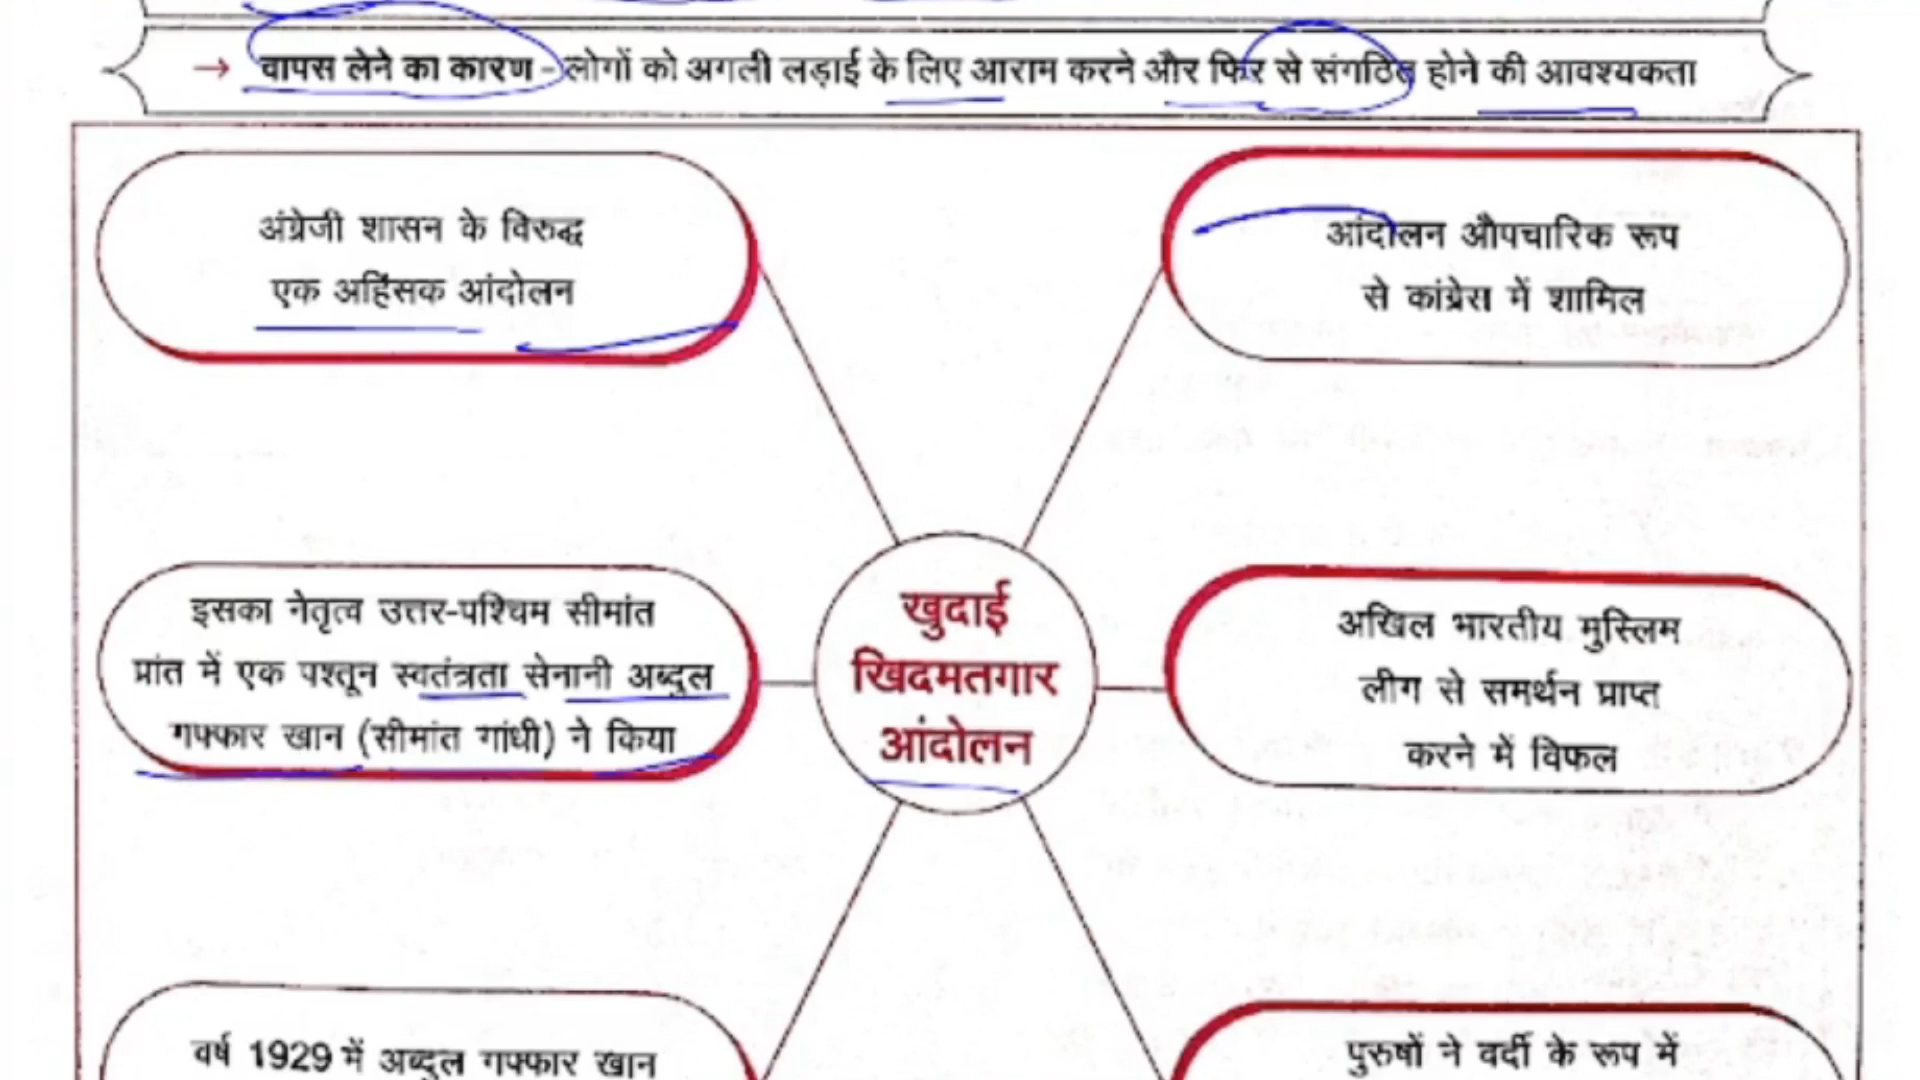 → वापस लेने का कारण - लोगों को अगली लड़ाई के लिए आराम करने और फिर से संगठित होने की आवश्यकता
अंग्रेजी शासन के विरुद्ध
एक अहिंसक आंदोलन
आंदोलन औपचारिक रूप
से कांग्रेस में शामिल
इसका नेतृत्व उत्तर-पश्चिम सीमांत
प्रांत में एक पश्तून स्वतंत्रता सेनानी अब्दुल
गफ्फार खान (सीमांत गांधी) ने किया
खुदाई
खिदमतगार
आंदोलन
अखिल भारतीय मुस्लिम
लीग से समर्थन प्राप्त
करने में विफल
वर्ष 1929 में अब्दुल गफ्फार खान
पुरुषों ने वर्दी के रूप में